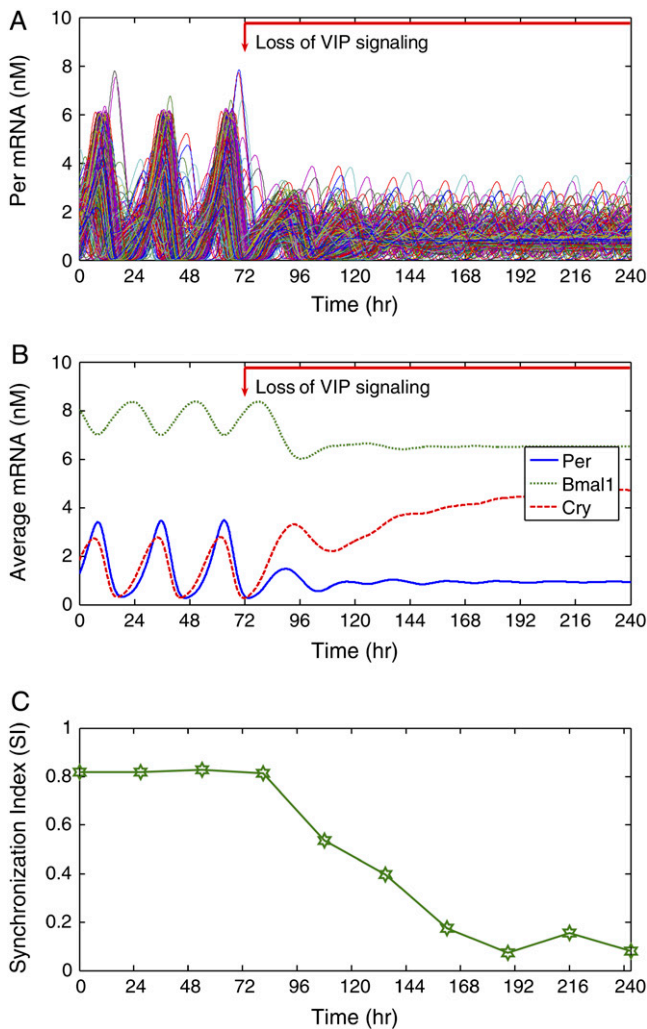 A
Per mRNA (nM)
10
8
6
4
2
0
Loss of VIP signaling
0 24 48 72 96 120 144 168 192 216 240
Time (hr)
B
Average mRNA (nM)
10
8
6
4
2
0
Loss of VIP signaling
Per
Bmal1
Cry
0 24 48 72 96 120 144 168 192 216 240
Time (hr)
C
Synchronization Index (SI)
1
0.8
0.6
0.4
0.2
0
0 24 48 72 96 120 144 168 192 216 240
Time (hr)